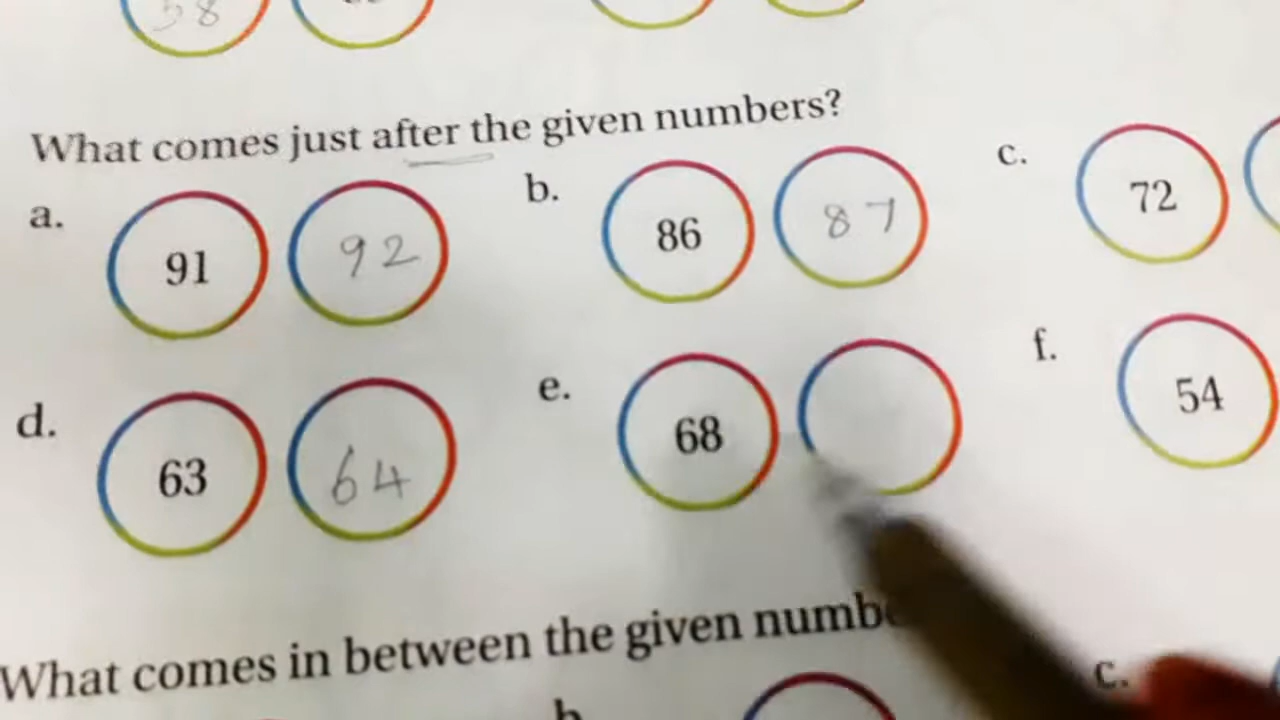 58
What comes just after the given numbers?
a. 91 92 b. 86 87 c. 72
d. 63 64 e. 68 f. 54
What comes in between the given
b. c.